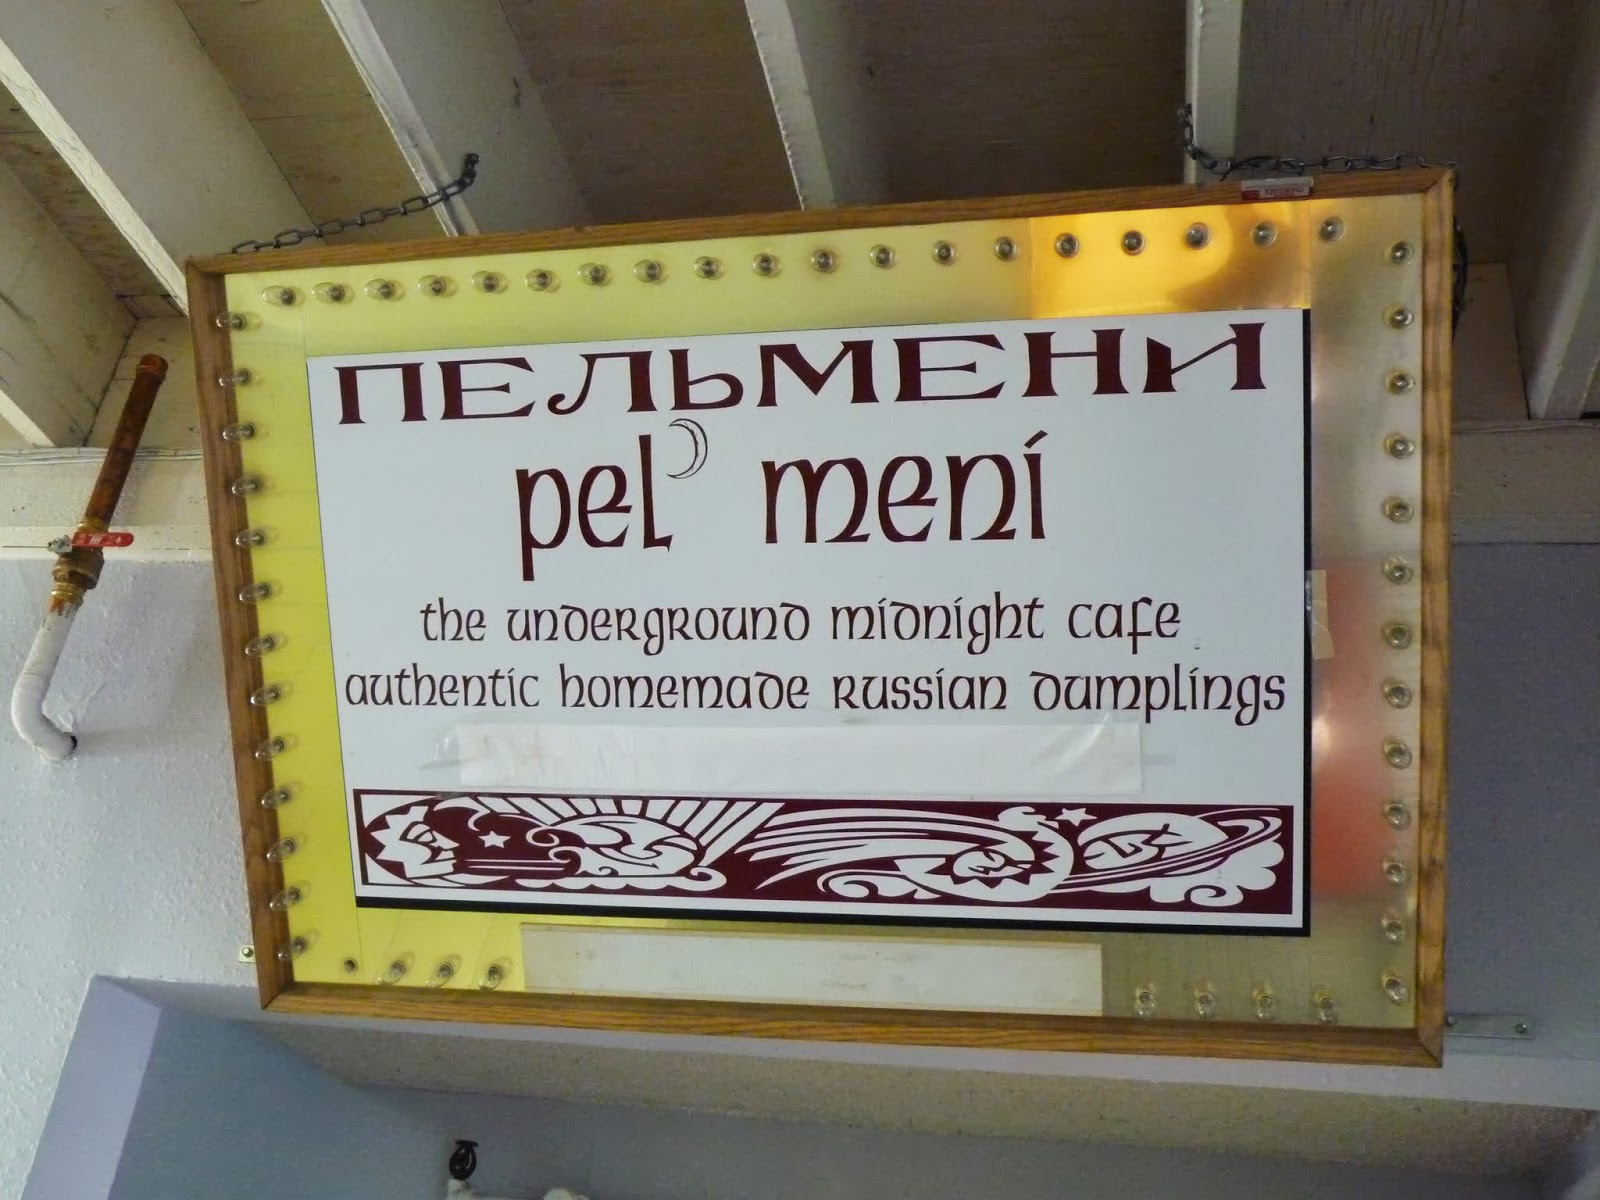 ПЕЛЬМЕНИ
pel' meni
the underground midnight cafe
authentic homemade russian dumplings